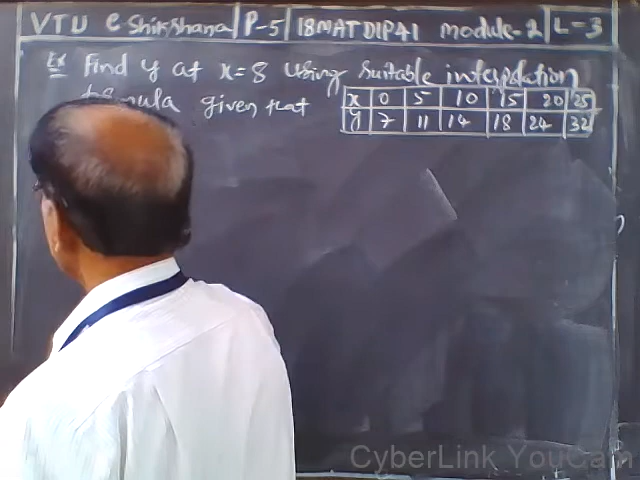 VTU e Shikshana | P-5 | 18MATDIP41 module-2 | L-3
Ex Find y at x=8 using suitable interpolation
formula given that
x 0 5 10 15 20 25
y 7 11 14 18 24 32
CyberLink YouCam